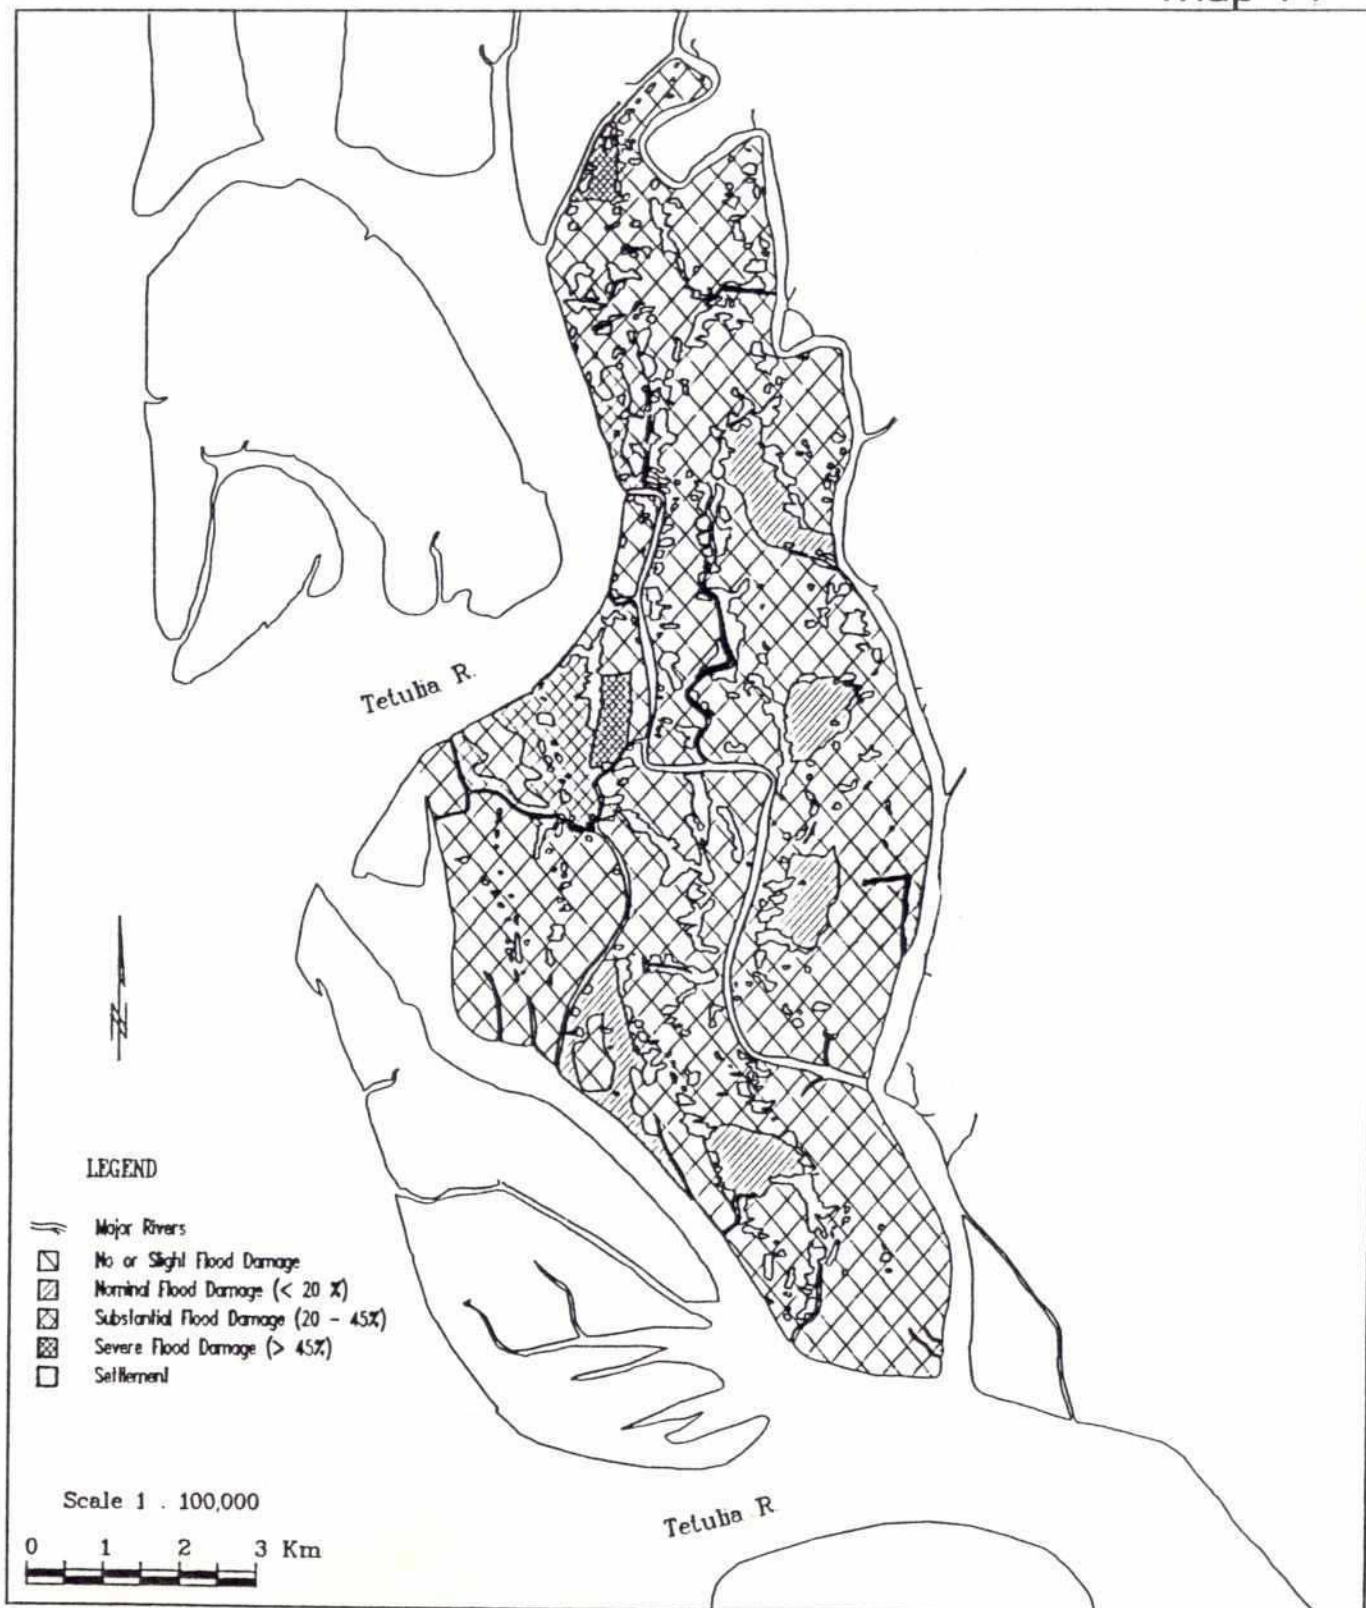 Tetulia R.
LEGEND
Major Rivers
No or Slight Flood Damage
Nominal Flood Damage (< 20 %)
Substantial Flood Damage (20 - 45%)
Severe Flood Damage (> 45%)
Settlement
Scale 1 : 100,000
0 1 2 3 Km
Tetulia R